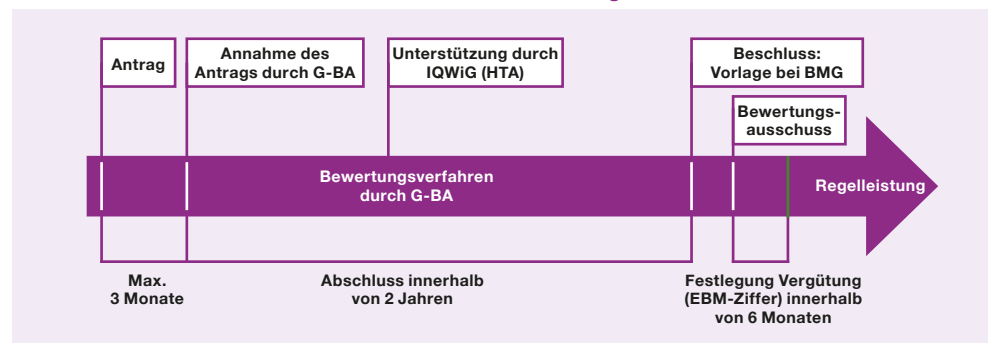 Antrag
Annahme des
Antrags durch G-BA
Unterstützung durch
IQWiG (HTA)
Beschluss:
Vorlage bei BMG
Bewertungs-
ausschuss
Bewertungsverfahren
durch G-BA
Regelleistung
Max.
3 Monate
Abschluss innerhalb
von 2 Jahren
Festlegung Vergütung
(EBM-Ziffer) innerhalb
von 6 Monaten